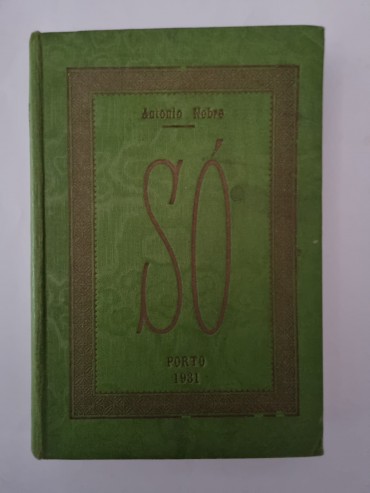 Antonio Nobre
SÓ
PORTO
1931